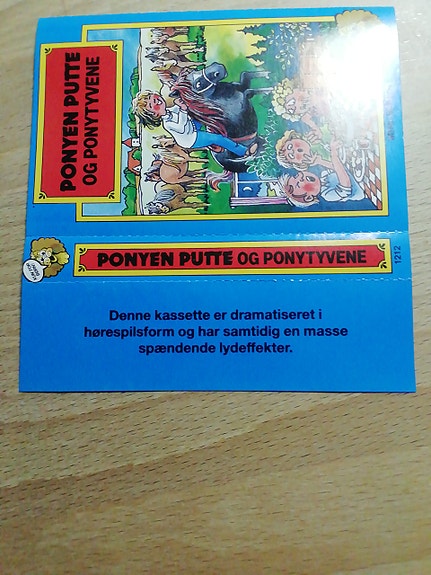 PONYEN PUTTE
OG PONYTYVENE
PONYEN PUTTE OG PONYTYVENE
1212
Denne kassette er dramatiseret i
hørespilsform og har samtidig en masse
spændende lydeffekter.